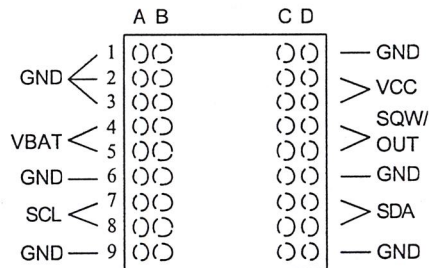 A B C D
1 GND
GND 2 VCC
3
4 SQW/
VBAT OUT
5
GND 6 GND
7
SCL SDA
8
GND 9 GND